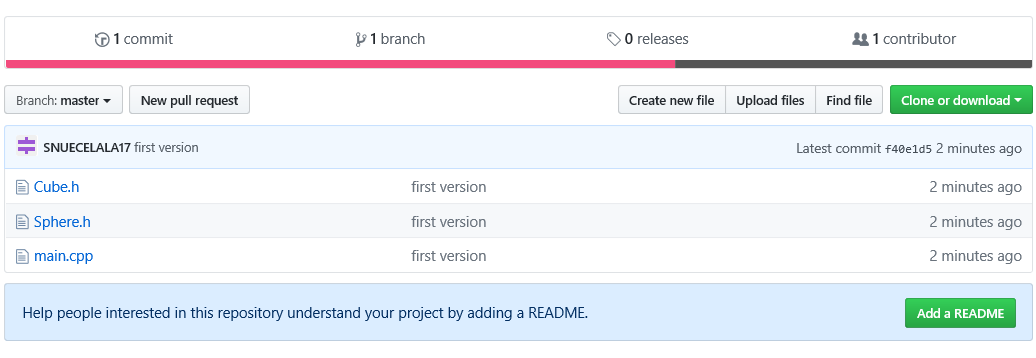 1 commit 1 branch 0 releases 1 contributor
Branch: master New pull request Create new file Upload files Find file Clone or download
SNUECELALA17 first version Latest commit f40e1d5 2 minutes ago
Cube.h first version 2 minutes ago
Sphere.h first version 2 minutes ago
main.cpp first version 2 minutes ago
Help people interested in this repository understand your project by adding a README. Add a README